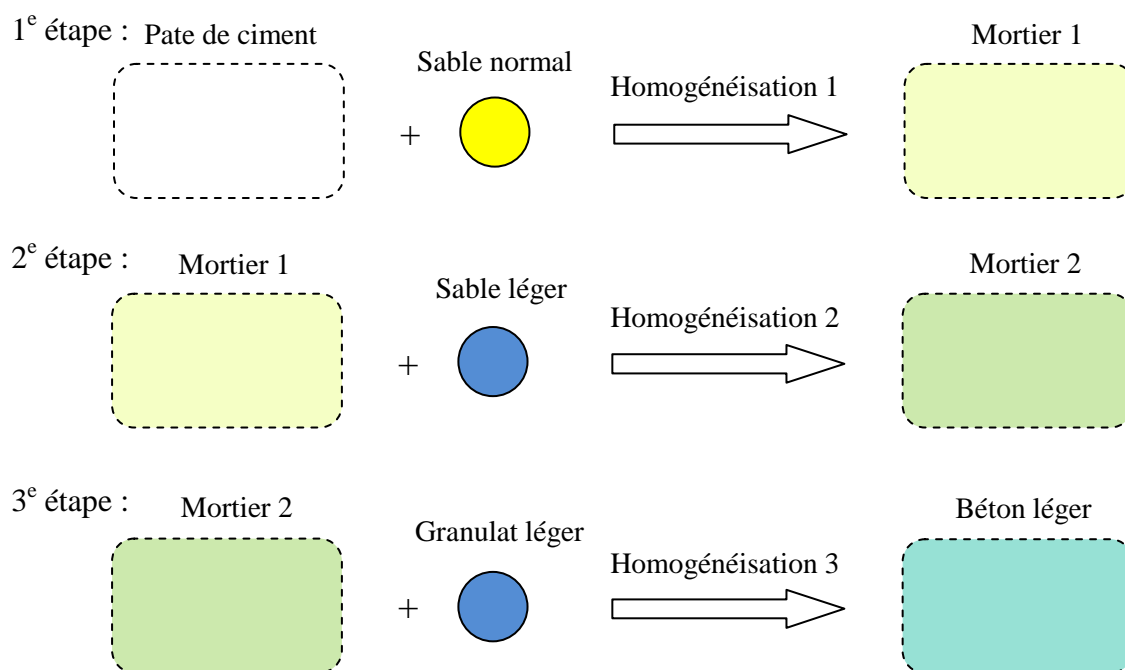 1e étape :
Pate de ciment
+
Sable normal
Homogénéisation 1
Mortier 1
2e étape :
Mortier 1
+
Sable léger
Homogénéisation 2
Mortier 2
3e étape :
Mortier 2
+
Granulat léger
Homogénéisation 3
Béton léger